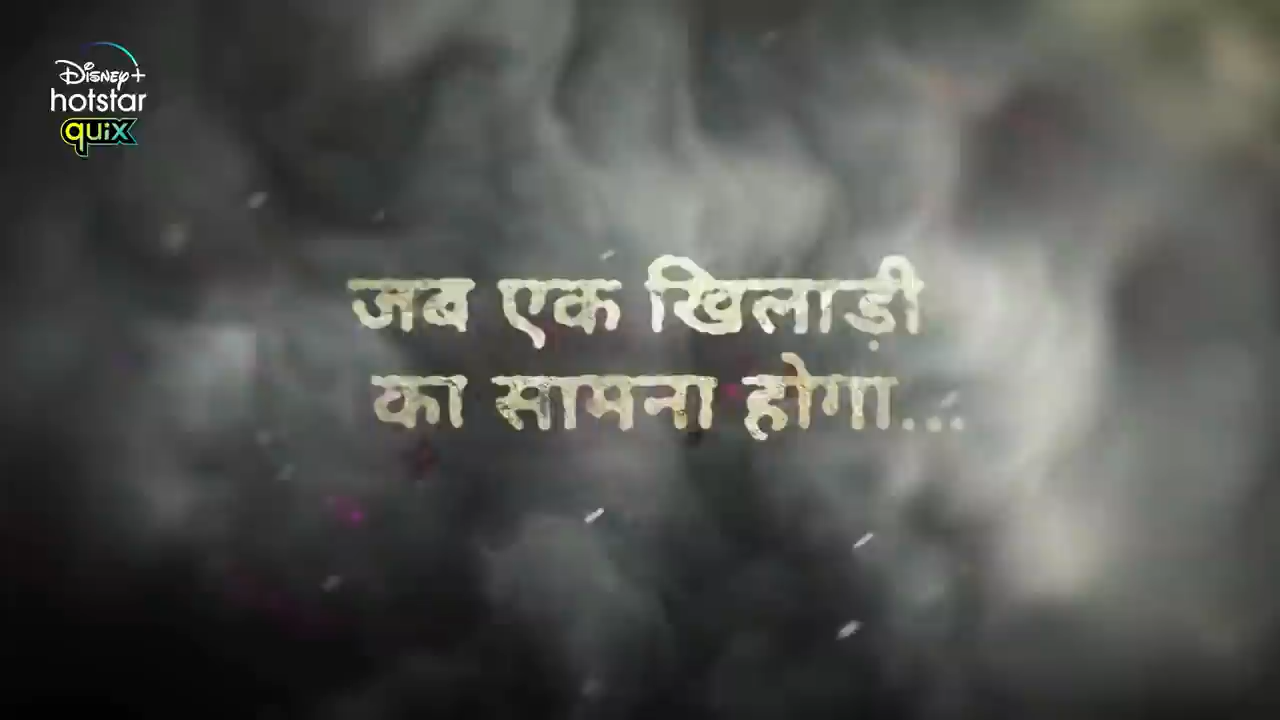 Disney+
hotstar
quix
जब एक खिलाड़ी
का सामना होगा...